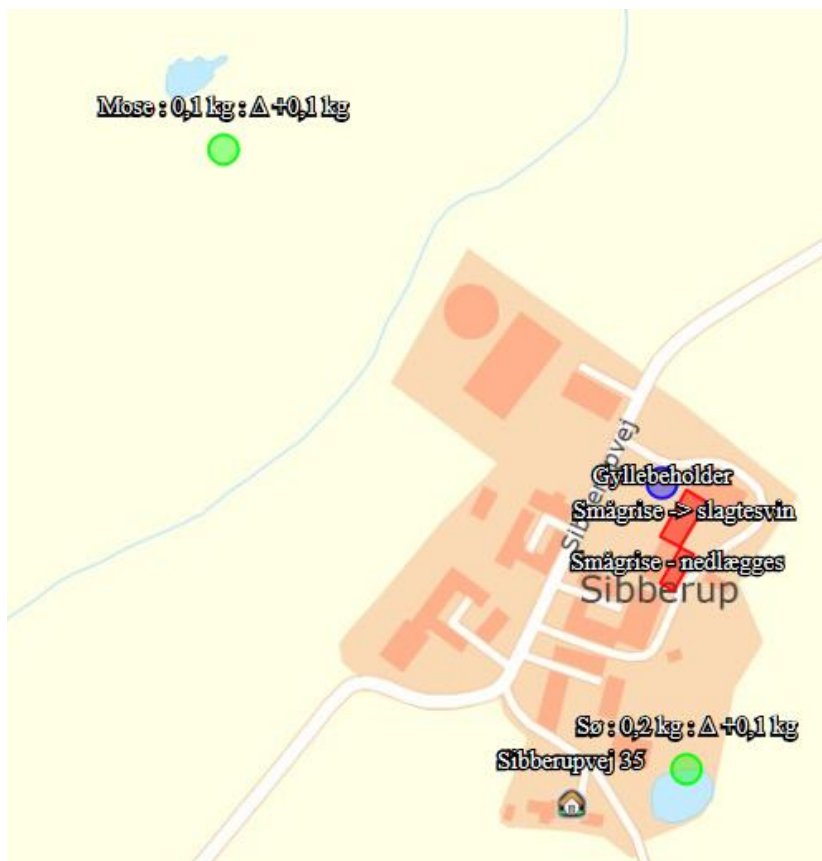 Mose : 0,1 kg : Δ +0,1 kg
Sibberupvej
Gyllebeholder
Smågrise -> slagtesvin
Smågrise - nedlægges
Sibberup
Sø : 0,2 kg : Δ +0,1 kg
Sibberupvej 35